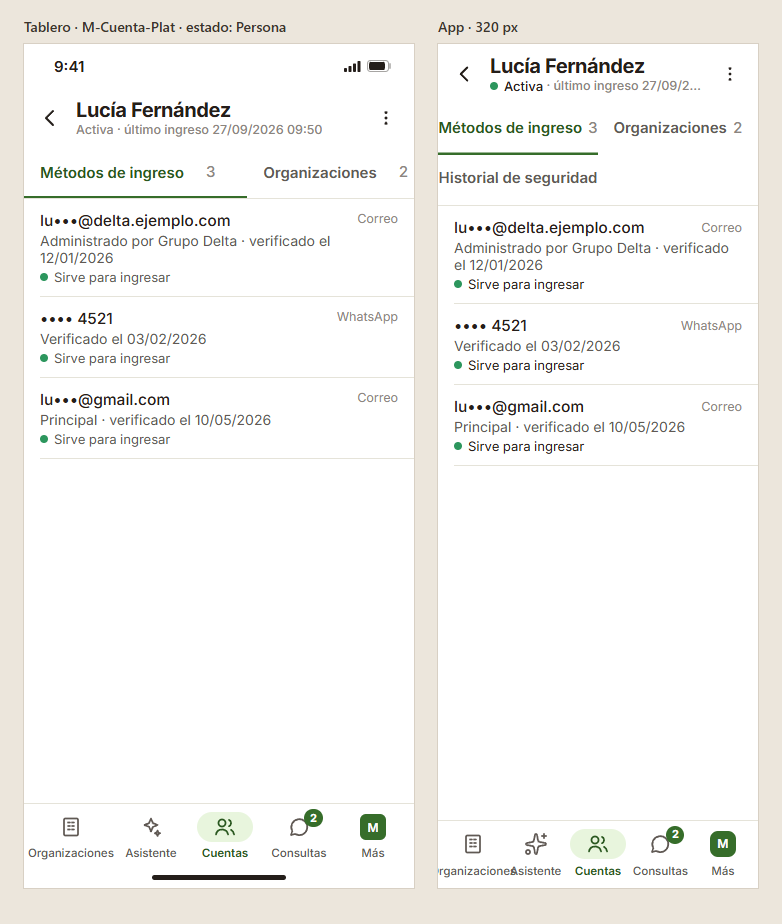 Tablero · M-Cuenta-Plat · estado: Persona
9:41
Lucía Fernández
Activa · último ingreso 27/09/2026 09:50
Métodos de ingreso 3 Organizaciones 2
lu•••@delta.ejemplo.com Correo
Administrado por Grupo Delta · verificado el
12/01/2026
Sirve para ingresar
•••• 4521 WhatsApp
Verificado el 03/02/2026
Sirve para ingresar
lu•••@gmail.com Correo
Principal · verificado el 10/05/2026
Sirve para ingresar
2
M
Organizaciones Asistente Cuentas Consultas Más
App · 320 px
Lucía Fernández
Activa · último ingreso 27/09/2...
Métodos de ingreso 3 Organizaciones 2
Historial de seguridad
lu•••@delta.ejemplo.com Correo
Administrado por Grupo Delta · verificado
el 12/01/2026
Sirve para ingresar
•••• 4521 WhatsApp
Verificado el 03/02/2026
Sirve para ingresar
lu•••@gmail.com Correo
Principal · verificado el 10/05/2026
Sirve para ingresar
2
M
rganizaciones Asistente Cuentas Consultas Más